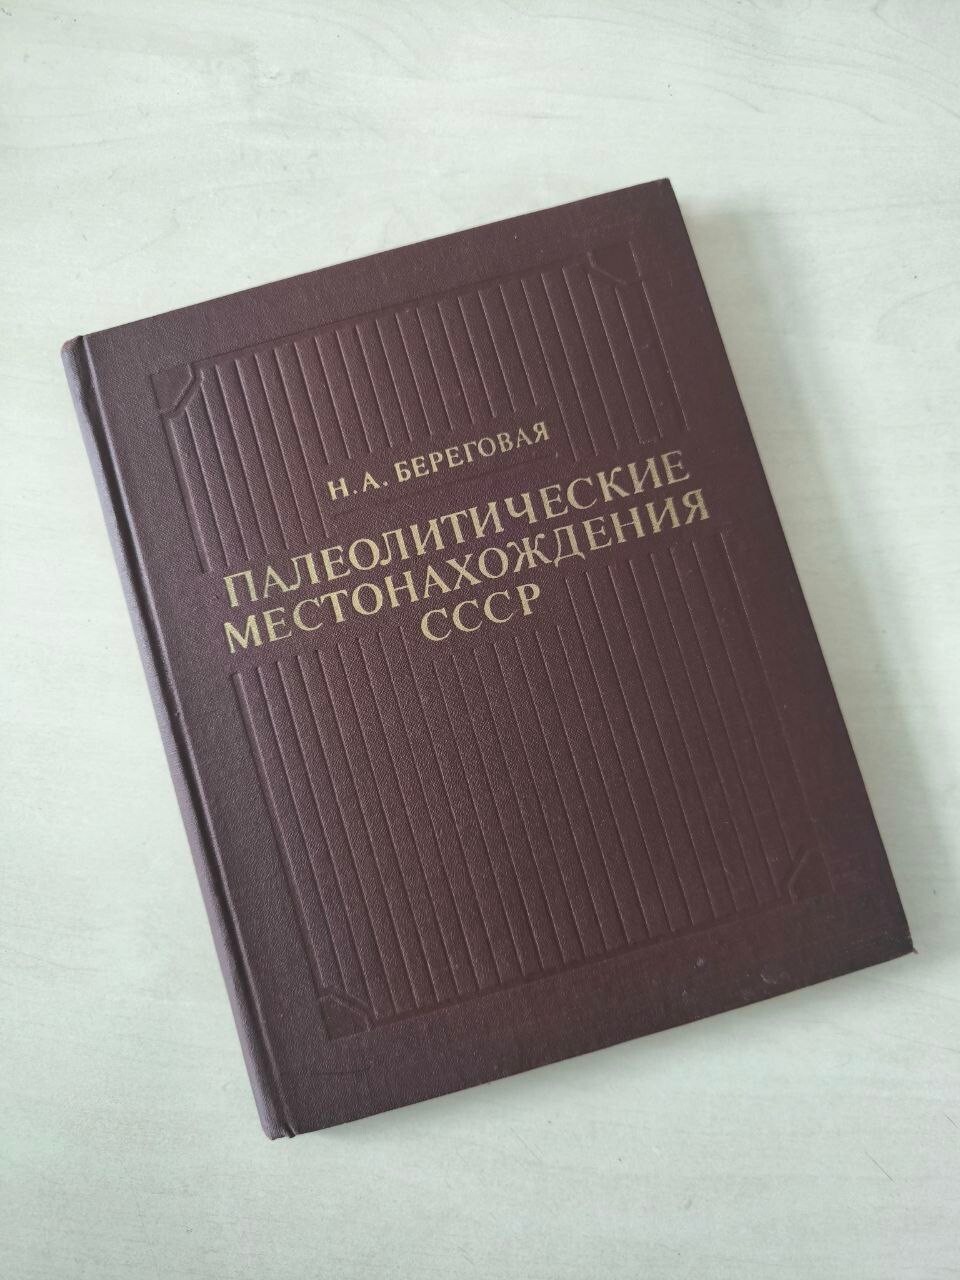 Н. А. БЕРЕГОВАЯ
ПАЛЕОЛИТИЧЕСКИЕ
МЕСТОНАХОЖДЕНИЯ
СССР